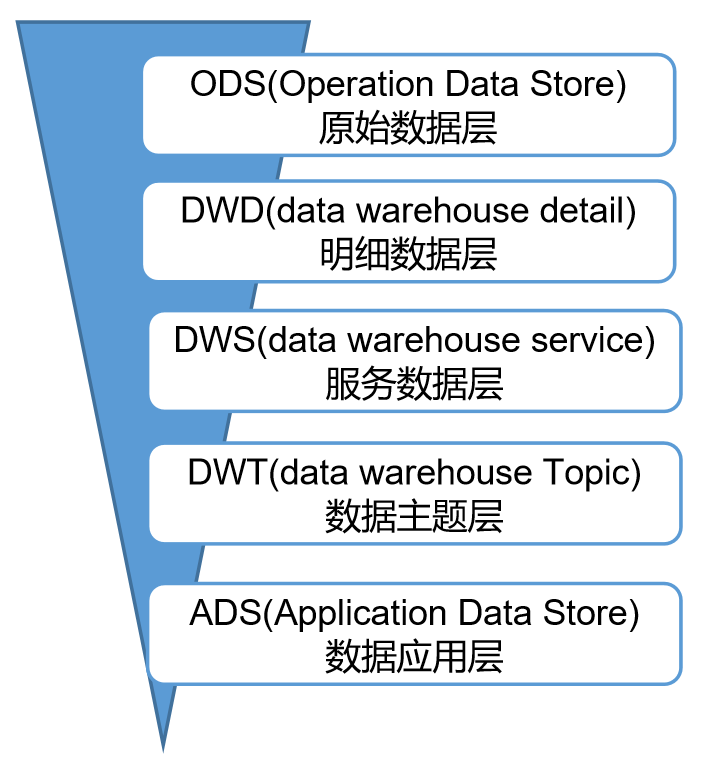 ODS(Operation Data Store)
原始数据层
DWD(data warehouse detail)
明细数据层
DWS(data warehouse service)
服务数据层
DWT(data warehouse Topic)
数据主题层
ADS(Application Data Store)
数据应用层